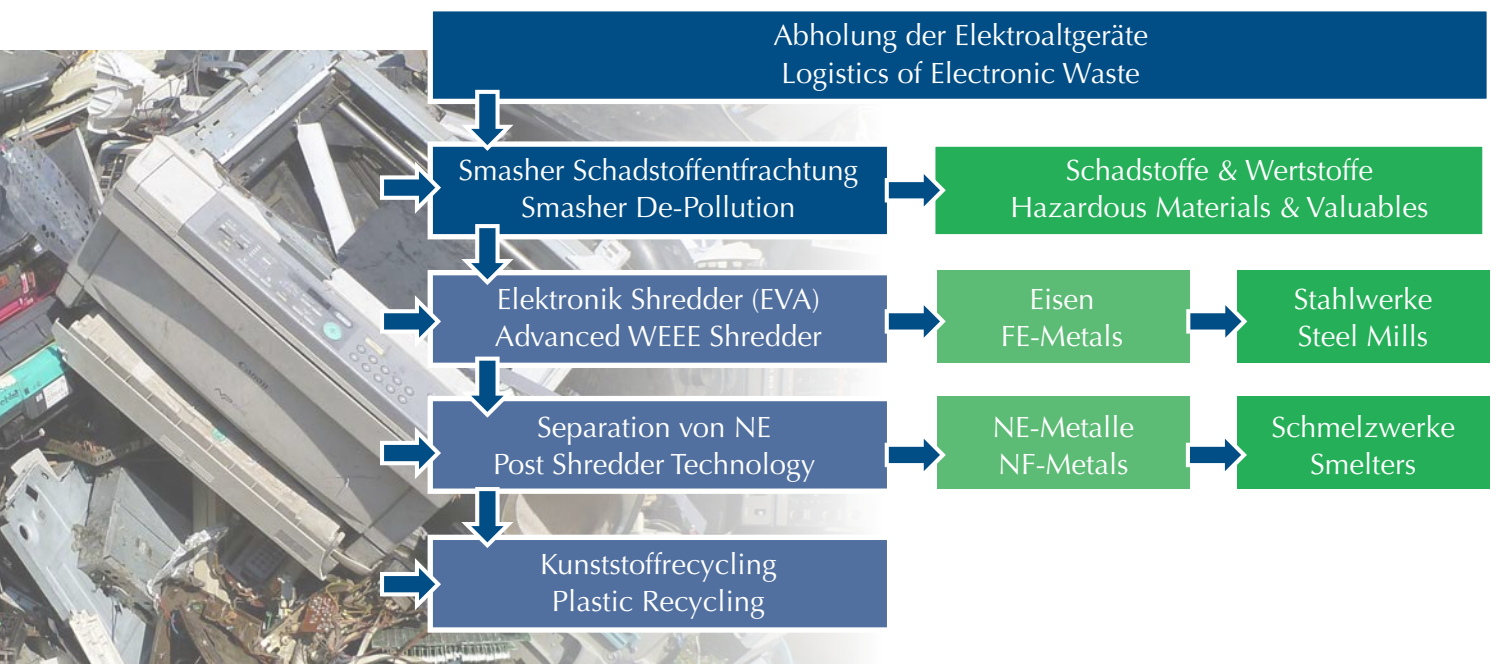 Abholung der Elektroaltgeräte
Logistics of Electronic Waste
Smasher Schadstoffentfrachtung
Smasher De-Pollution
Schadstoffe & Wertstoffe
Hazardous Materials & Valuables
Elektronik Shredder (EVA)
Advanced WEEE Shredder
Eisen
FE-Metals
Stahlwerke
Steel Mills
Separation von NE
Post Shredder Technology
NE-Metalle
NF-Metals
Schmelzwerke
Smelters
Kunststoffrecycling
Plastic Recycling
Canon